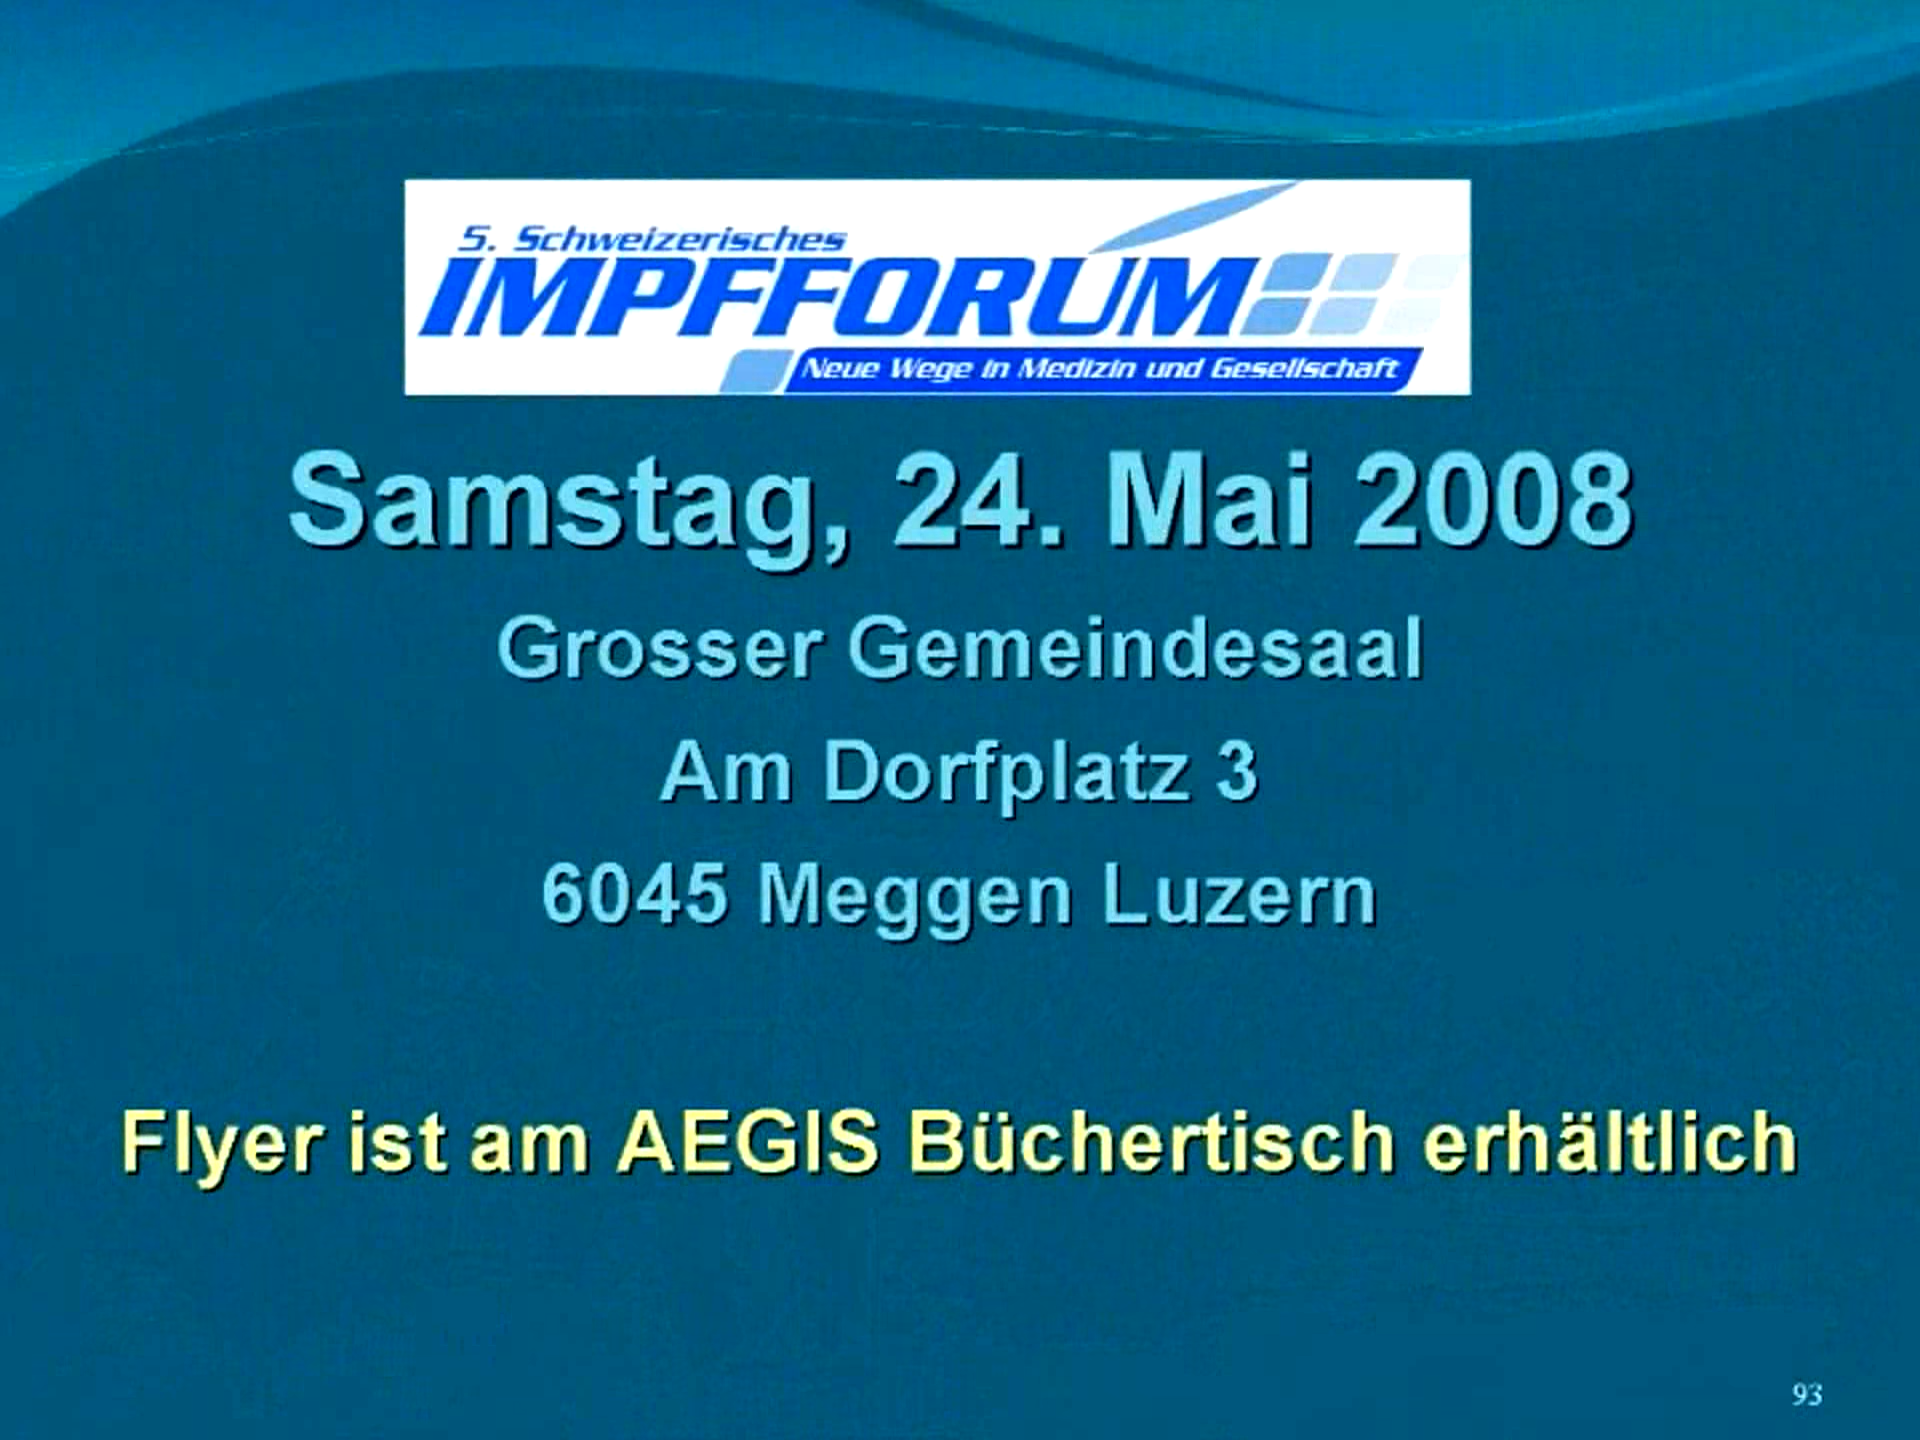 5. Schweizerisches
IMPFFORUM
Neue Wege in Medizin und Gesellschaft
Samstag, 24. Mai 2008
Grosser Gemeindesaal
Am Dorfplatz 3
6045 Meggen Luzern
Flyer ist am AEGIS Büchertisch erhältlich
93